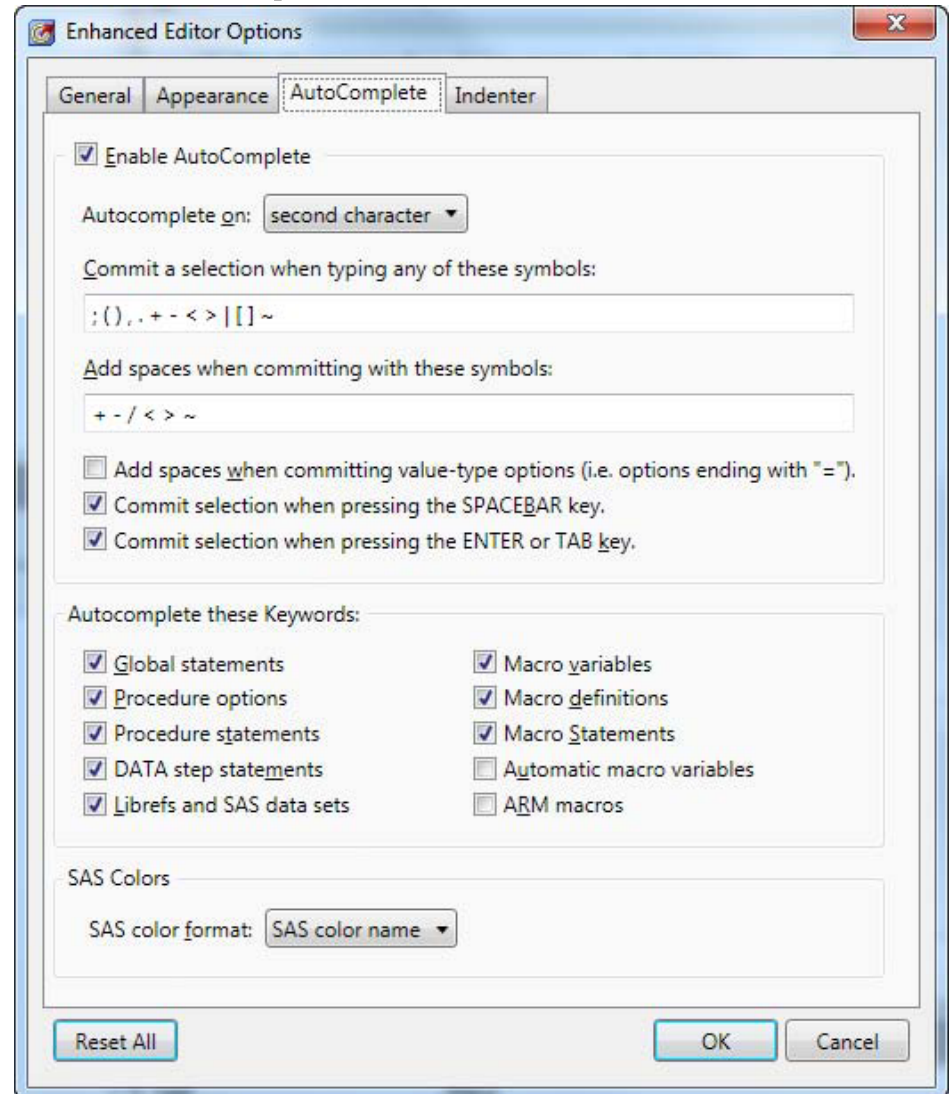 Enhanced Editor Options
General Appearance AutoComplete Indenter
Enable AutoComplete
Autocomplete on: second character
Commit a selection when typing any of these symbols:
;(),.+-<>|[]~
Add spaces when committing with these symbols:
+-/<>~
Add spaces when committing value-type options (i.e. options ending with "=").
Commit selection when pressing the SPACEBAR key.
Commit selection when pressing the ENTER or TAB key.
Autocomplete these Keywords:
Global statements Macro variables
Procedure options Macro definitions
Procedure statements Macro Statements
DATA step statements Automatic macro variables
Librefs and SAS data sets ARM macros
SAS Colors
SAS color format: SAS color name
Reset All OK Cancel